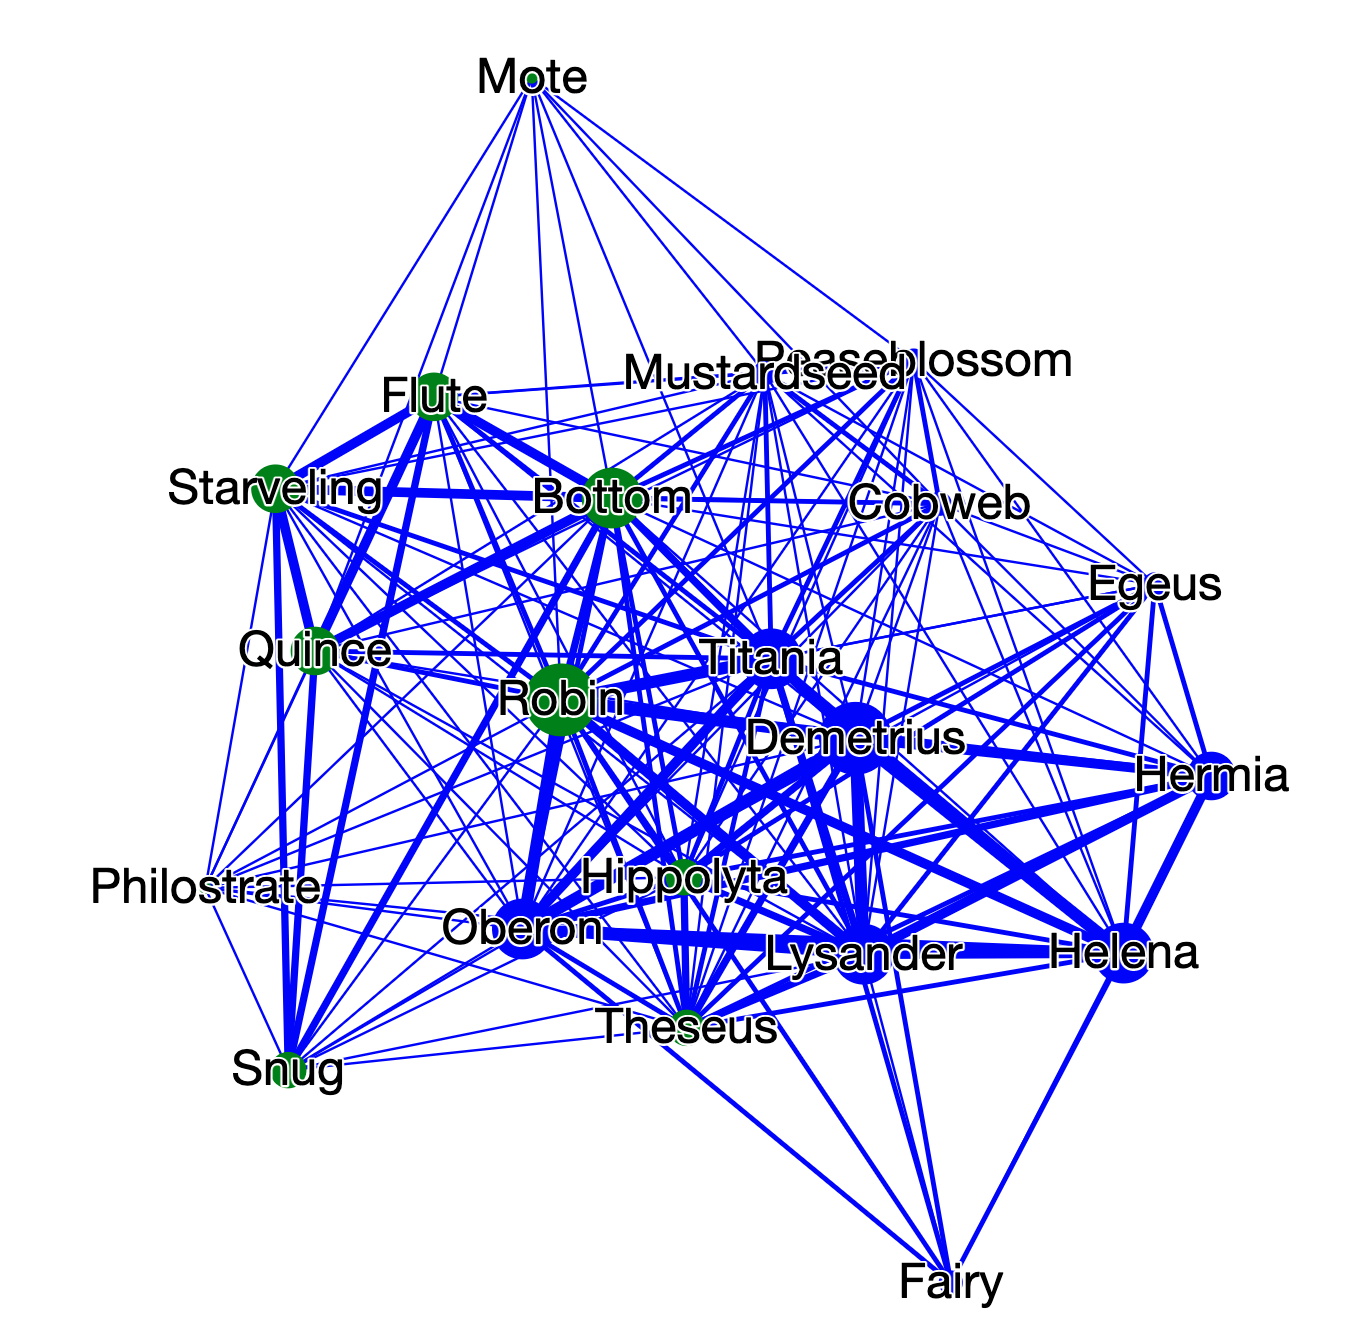 Mote
Peaseblossom
Mustardseed
Flute
Starveling
Bottom
Cobweb
Egeus
Quince
Titania
Robin
Demetrius
Hermia
Hippolyta
Philostrate
Oberon
Lysander
Helena
Theseus
Snug
Fairy